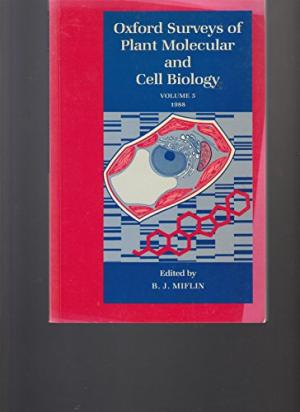 Oxford Surveys of
Plant Molecular
and
Cell Biology
VOLUME 5
1988
Edited by
B. J. MIFLIN